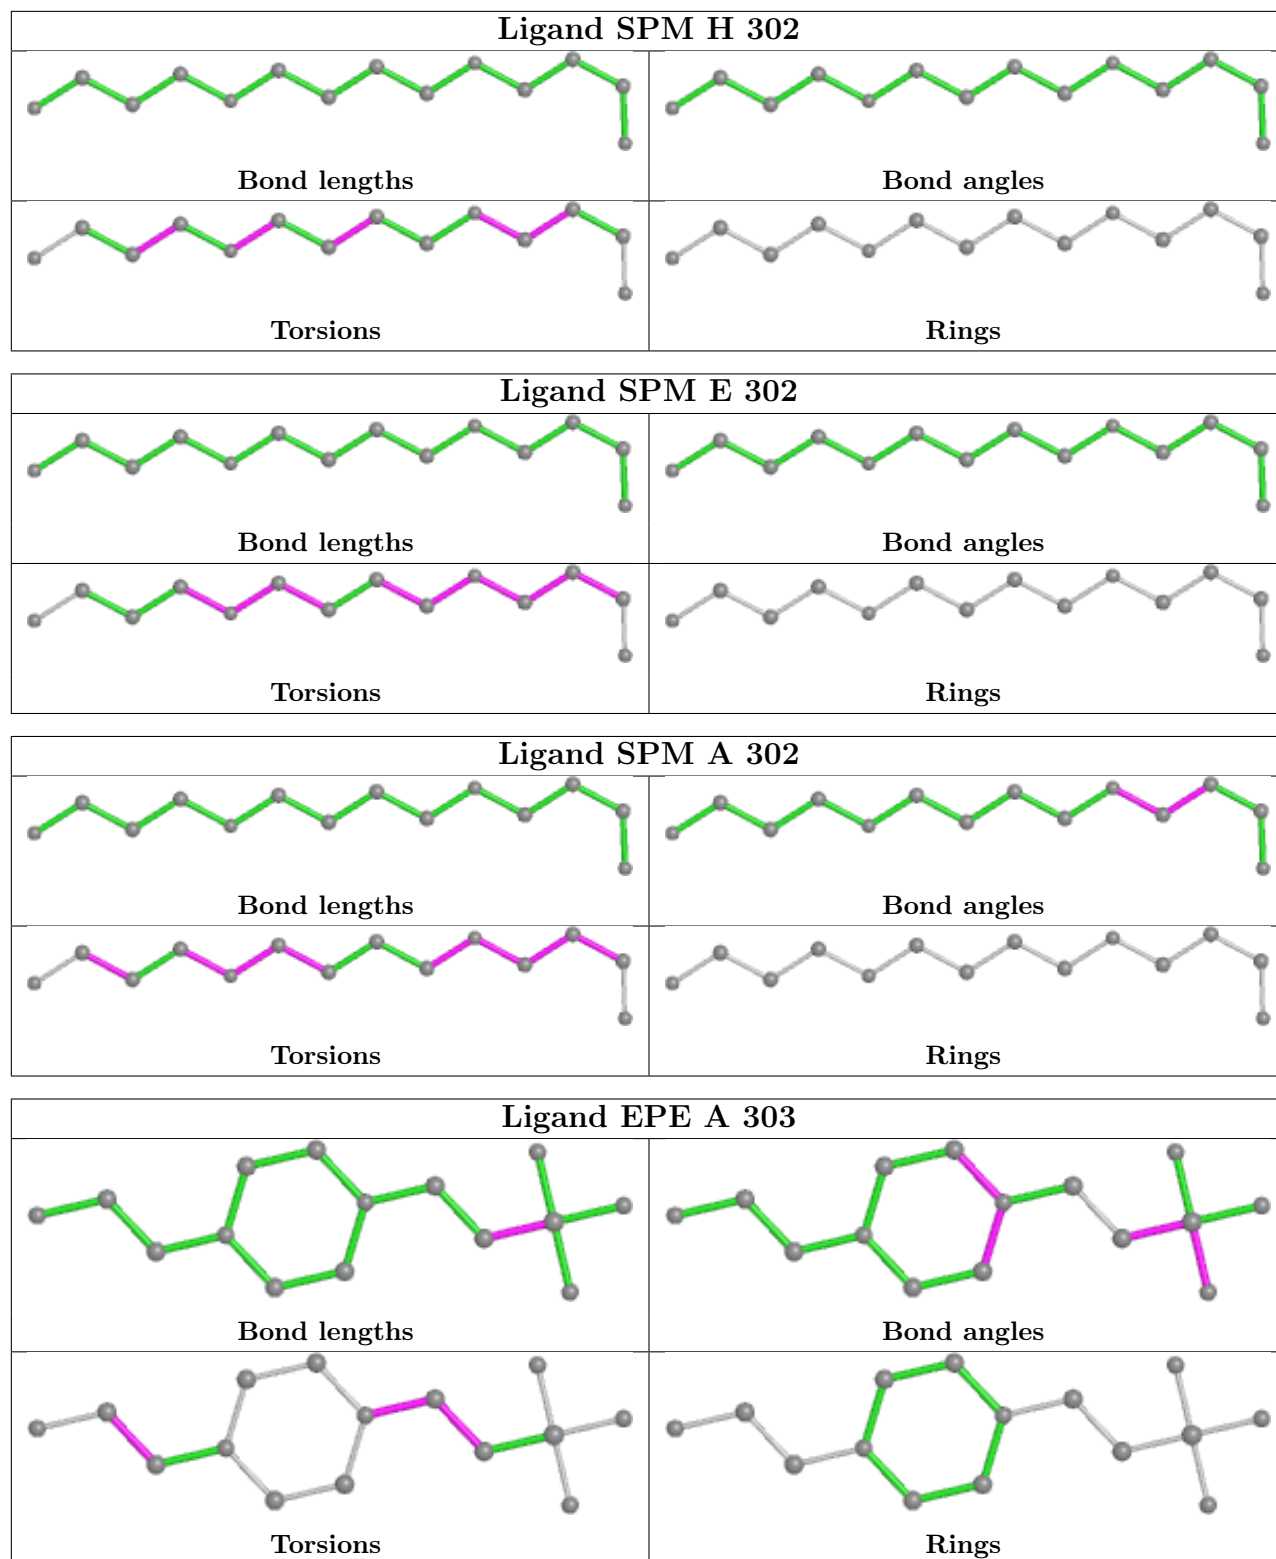 Ligand SPM H 302
Bond lengths
Bond angles
Torsions
Rings
Ligand SPM E 302
Bond lengths
Bond angles
Torsions
Rings
Ligand SPM A 302
Bond lengths
Bond angles
Torsions
Rings
Ligand EPE A 303
Bond lengths
Bond angles
Torsions
Rings